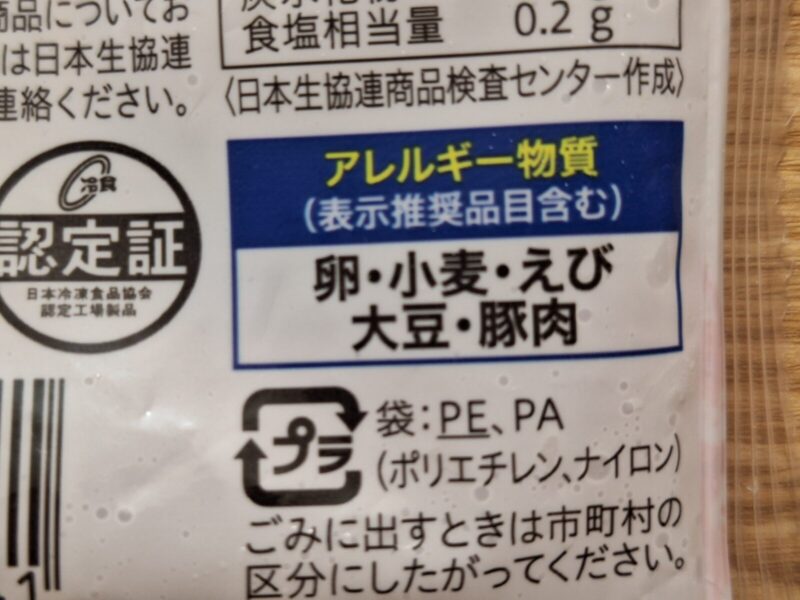 商品についてお
は日本生協連
連絡ください。
食塩相当量 0.2 g
〈日本生協連商品検査センター作成〉
冷食
認定証
日本冷凍食品協会
認定工場製品
アレルギー物質
(表示推奨品目含む)
卵・小麦・えび
大豆・豚肉
プラ
袋：PE、PA
(ポリエチレン、ナイロン)
ごみに出すときは市町村の
区分にしたがってください。